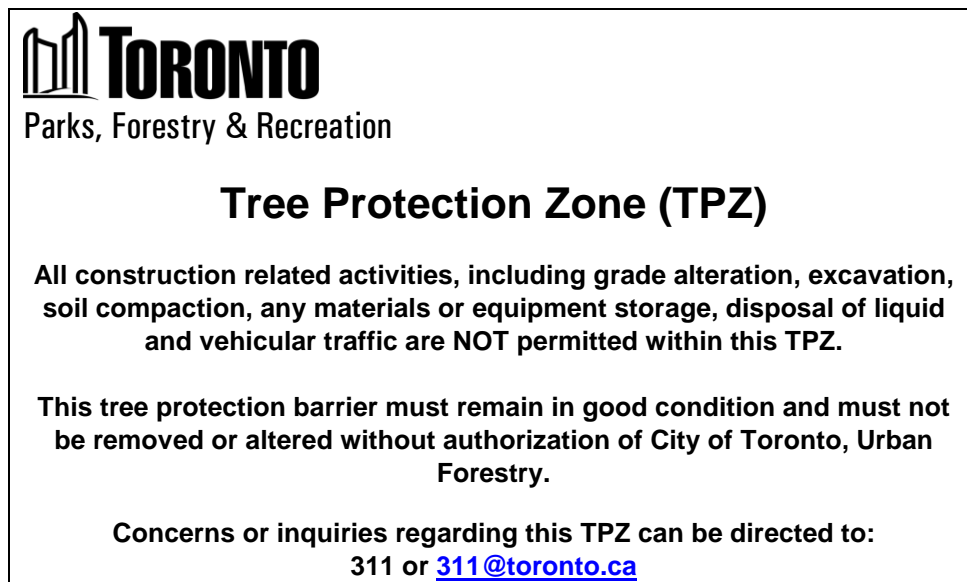 TORONTO
Parks, Forestry & Recreation
Tree Protection Zone (TPZ)
All construction related activities, including grade alteration, excavation,
soil compaction, any materials or equipment storage, disposal of liquid
and vehicular traffic are NOT permitted within this TPZ.
This tree protection barrier must remain in good condition and must not
be removed or altered without authorization of City of Toronto, Urban
Forestry.
Concerns or inquiries regarding this TPZ can be directed to:
311 or 311@toronto.ca